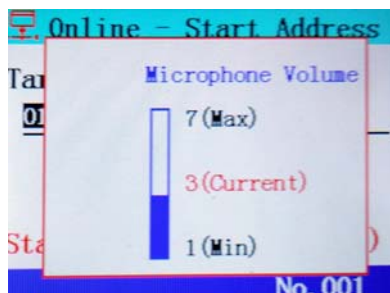 Online - Start Address
Microphone Volume
7(Max)
3(Current)
1(Min)
No. 001